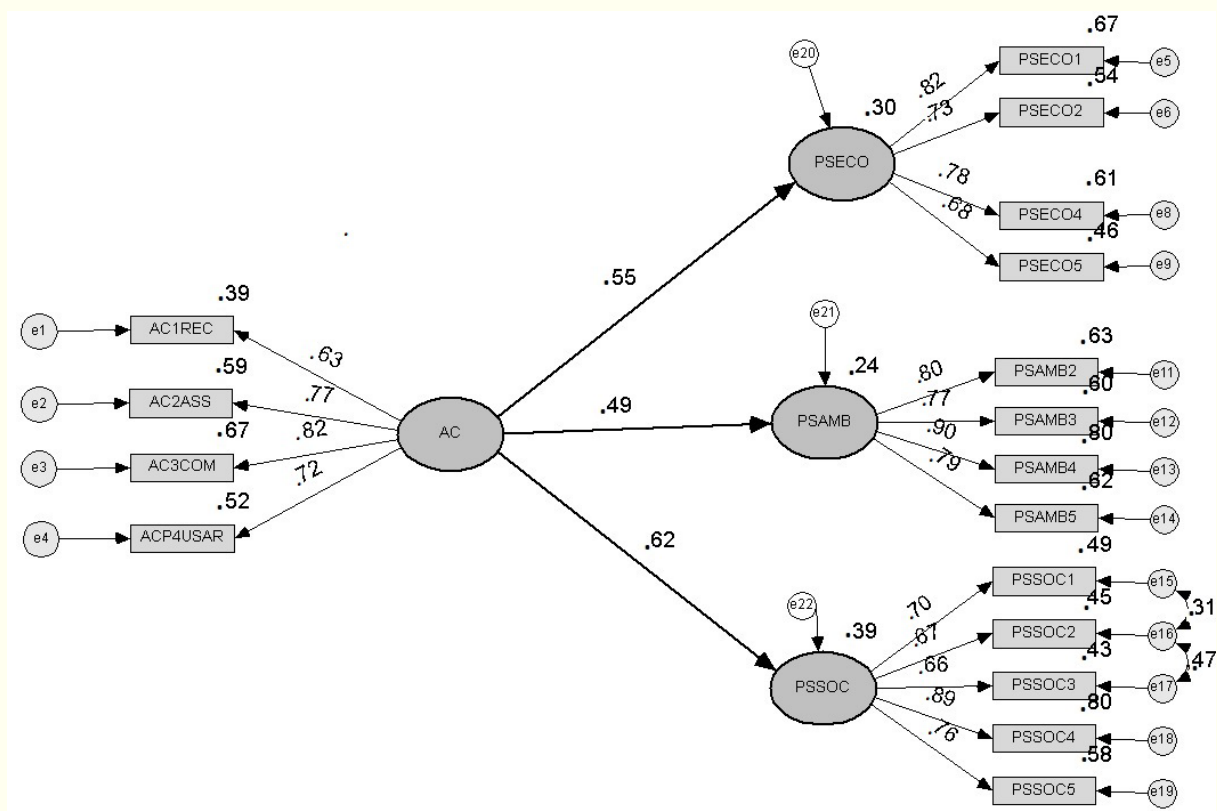 .67
e20
PSECO1
e5
.82
.54
.30
.73
PSECO2
e6
PSECO
.78
.61
.68
PSECO4
e8
.46
PSECO5
e9
.55
.39
e1
AC1REC
.63
.59
e2
AC2ASS
.77
.67
AC
e3
AC3COM
.82
.72
.52
e4
ACP4USAR
e21
.63
.24
.80
PSAMB2
e11
.49
.77
.60
PSAMB
PSAMB3
e12
.90
.80
PSAMB4
e13
.79
.62
PSAMB5
e14
.62
.49
PSSOC1
e15
e22
.70
.45
.31
.39
.67
PSSOC2
e16
.66
.43
.47
PSSOC
PSSOC3
e17
.89
.80
PSSOC4
e18
.76
.58
PSSOC5
e19